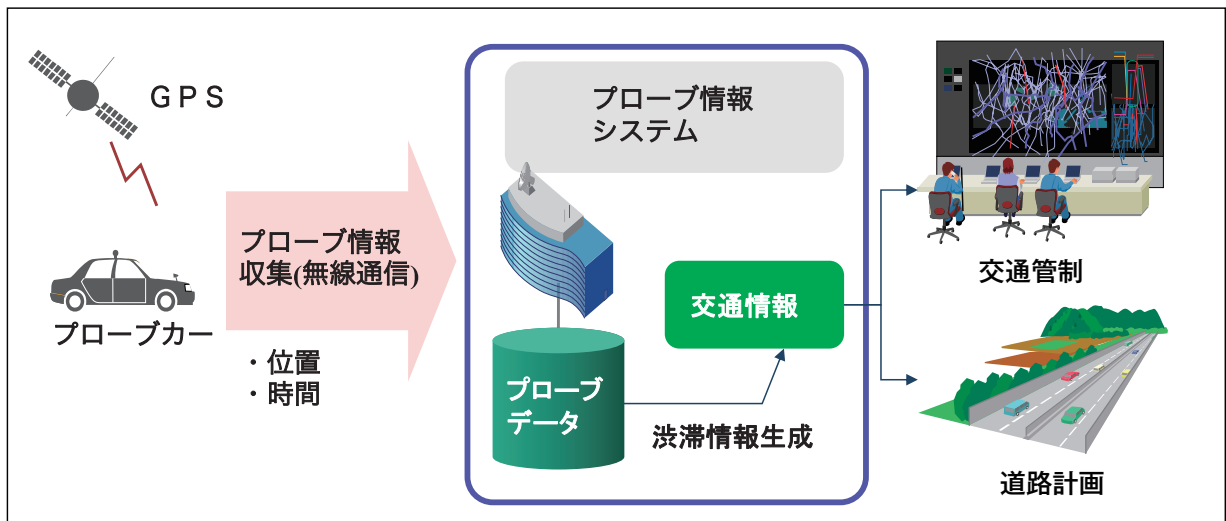 GPS
プローブカー
プローブ情報
収集(無線通信)
・位置
・時間
プローブ情報
システム
プローブ
データ
交通情報
渋滞情報生成
交通管制
道路計画